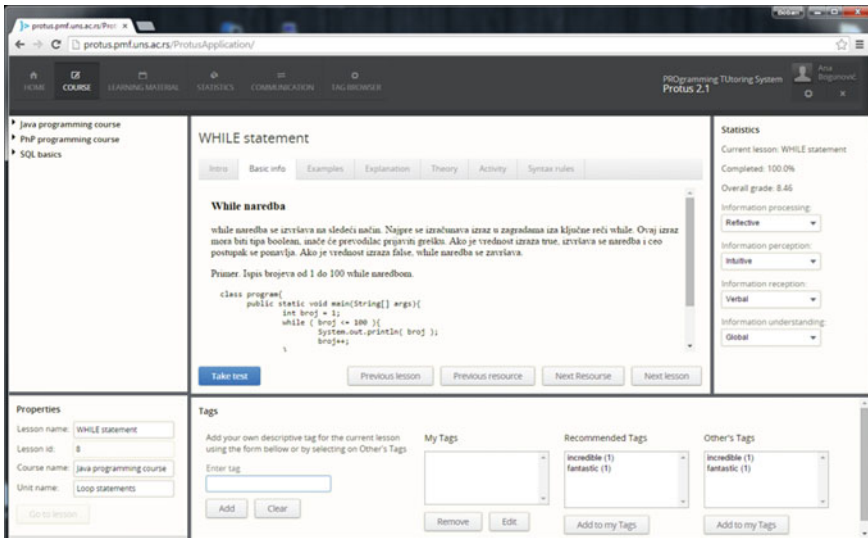 Boban
protus.pmf.uns.ac.rs/Prot
protus.pmf.uns.ac.rs/ProtusApplication/
HOME
COURSE
LEARNING MATERIAL
STATISTICS
COMMUNICATION
TAG BROWSER
PROgramming TUtoring System
Protus 2.1
Ana
Bogunović
Java programming course
PhP programming course
SQL basics
WHILE statement
Intro
Basic info
Examples
Explanation
Theory
Activity
Syntax rules
While naredba
while naredba se izvršava na sledeći način. Najpre se izračunava izraz u zagradama iza ključne reči while. Ovaj izraz
mora biti tipa boolean, inače će prevodilac prijaviti grešku. Ako je vrednost izraza true, izvršava se naredba i ceo
postupak se ponavlja. Ako je vrednost izraza false, while naredba se završava.
Primer. Ispis brojeva od 1 do 100 while naredbom.
class program{
public static void main(String[] args){
int broj = 1;
while ( broj <= 100 ){
System.out.println( broj );
broj++;
}
Take test
Previous lesson
Previous resource
Next Resourse
Next lesson
Statistics
Current lesson: WHILE statement
Completed: 100.0%
Overall grade: 8.46
Information processing:
Reflective
Information perception:
Intuitive
Information reception:
Verbal
Information understanding:
Global
Properties
Lesson name: WHILE statement
Lesson id: 8
Course name: Java programming course
Unit name: Loop statements
Go to lesson
Tags
Add your own descriptive tag for the current lesson
using the form bellow or by selecting on Other's Tags
Enter tag
Add
Clear
My Tags
Remove
Edit
Recommended Tags
incredible (1)
fantastic (1)
Add to my Tags
Other's Tags
incredible (1)
fantastic (1)
Add to my Tags